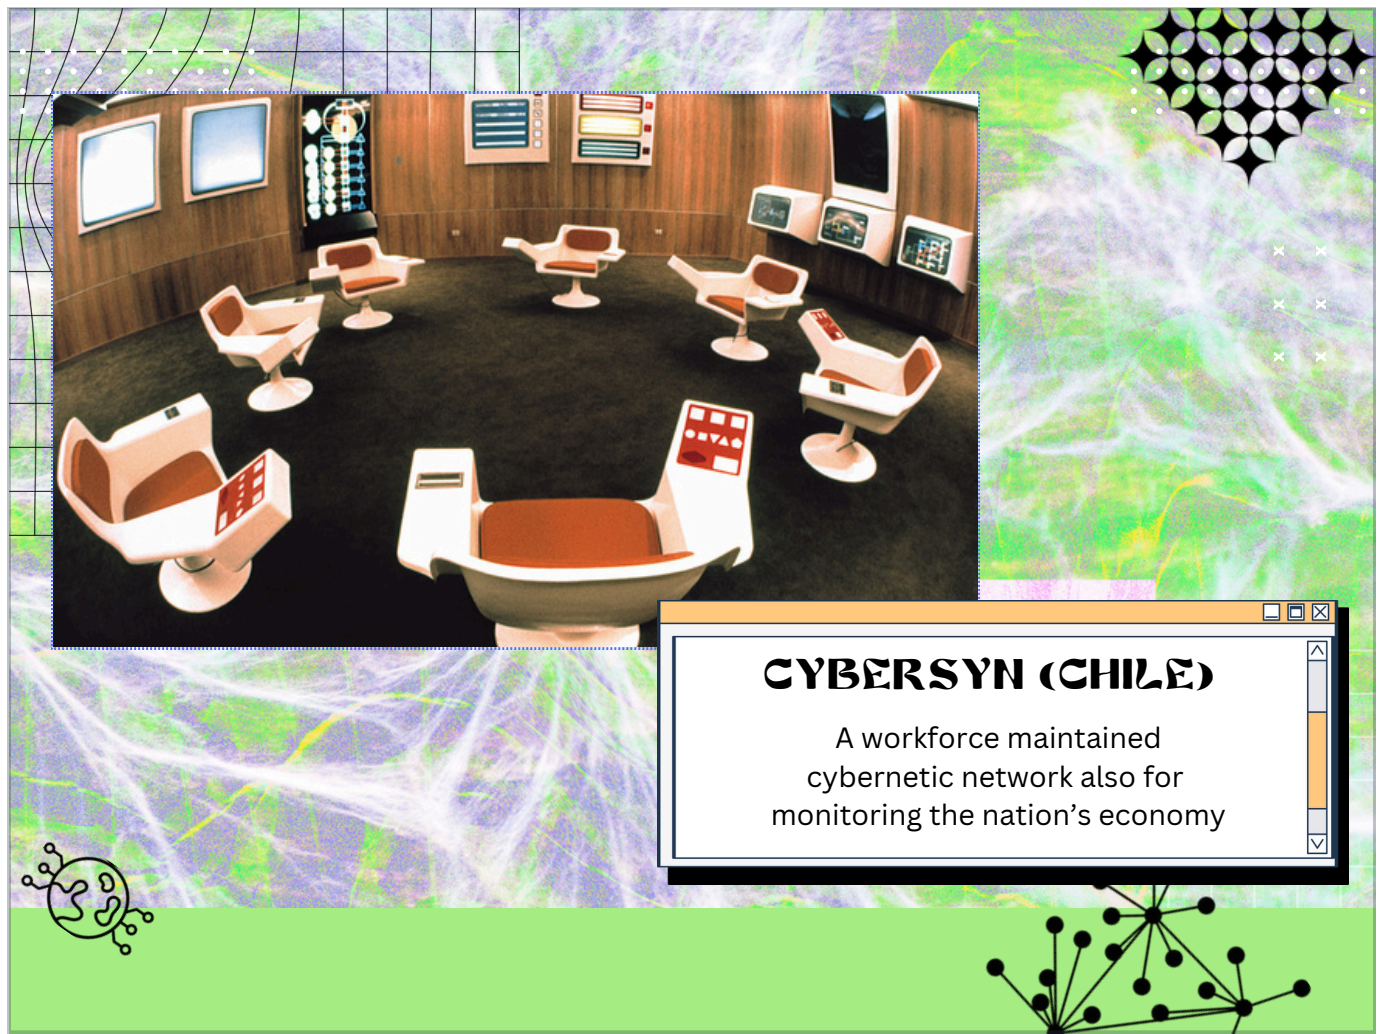 CYBERSYN (CHILE)
A workforce maintained
cybernetic network also for
monitoring the nation’s economy